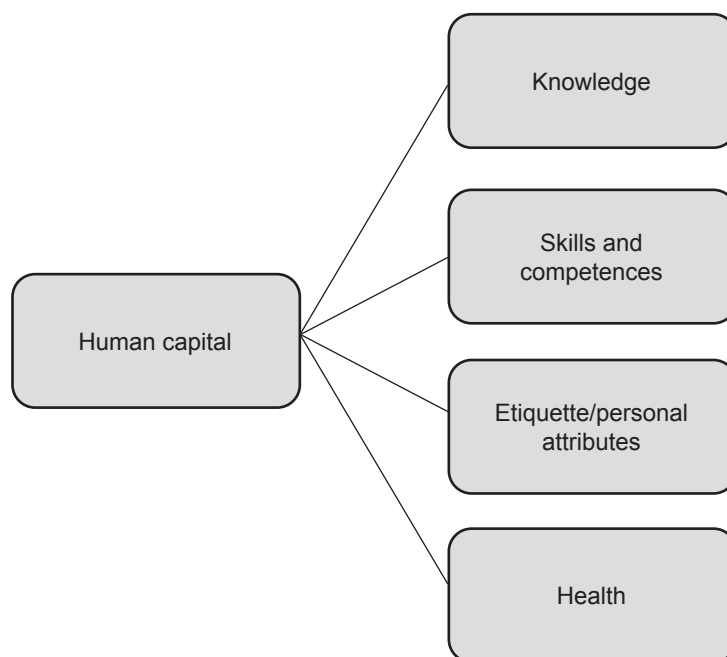 Knowledge
Skills and
competences
Human capital
Etiquette/personal
attributes
Health